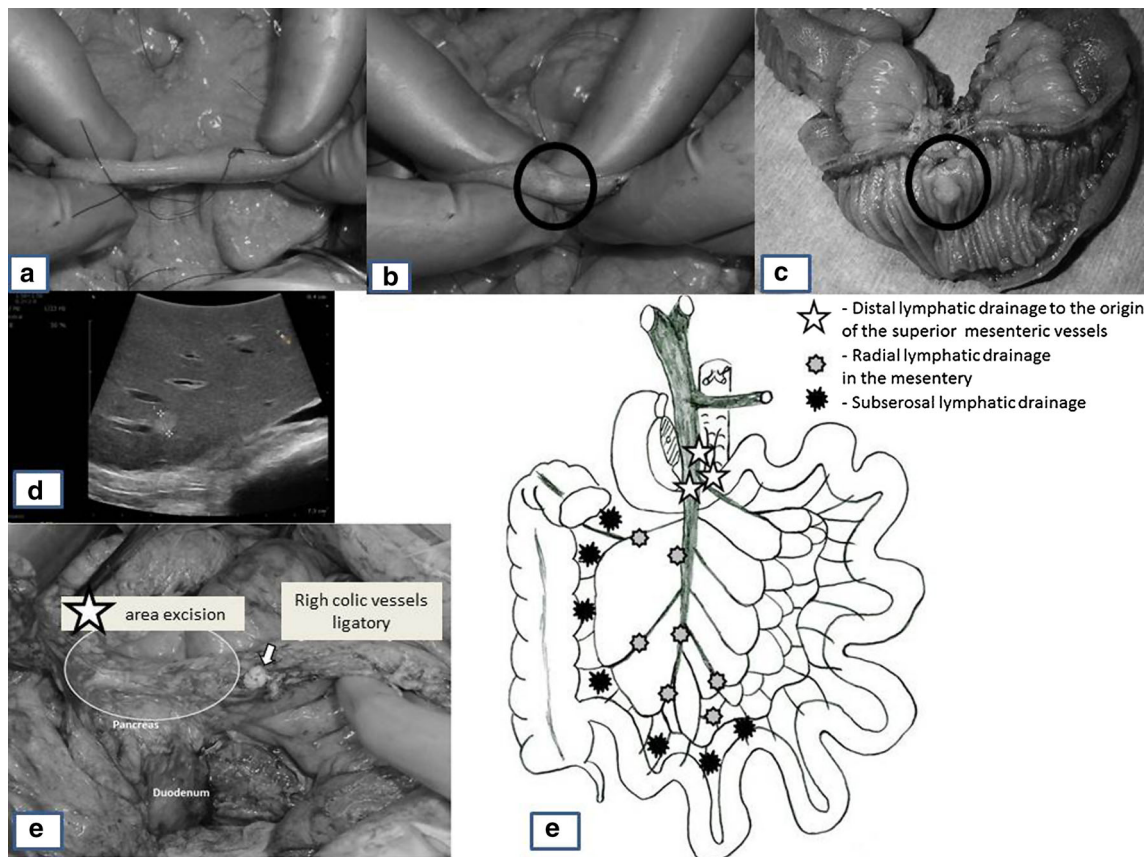 a
b
c
- Distal lymphatic drainage to the origin
of the superior mesenteric vessels
- Radial lymphatic drainage
in the mesentery
- Subserosal lymphatic drainage
d
area excision
Righ colic vessels
ligatory
Pancreas
Duodenum
e
e